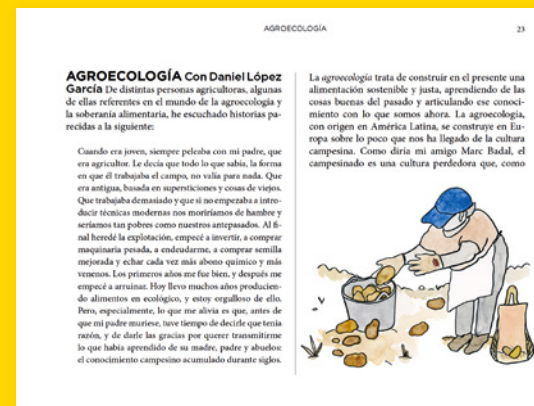 AGROECOLOGÍA
23
AGROECOLOGÍA Con Daniel López
García De distintas personas agricultoras, algunas
de ellas referentes en el mundo de la agroecología y
la soberanía alimentaria, he escuchado historias pa-
recidas a la siguiente:
Cuando era joven, siempre peleaba con mi padre, que
era agricultor. Le decía que todo lo que sabía, la forma
en que él trabajaba el campo, no valía para nada. Que
era antigua, basada en supersticiones y cosas de viejos.
Que trabajaba demasiado y que si no empezaba a intro-
ducir técnicas modernas nos moriríamos de hambre y
seríamos tan pobres como nuestros antepasados. Al fi-
nal heredé la explotación, empecé a invertir, a comprar
maquinaria pesada, a endeudarme, a comprar semilla
mejorada y echar cada vez más abono químico y más
venenos. Los primeros años me fue bien, y después me
empecé a arruinar. Hoy llevo muchos años producien-
do alimentos en ecológico, y estoy orgulloso de ello.
Pero, especialmente, lo que me alivia es que, antes de
que mi padre muriese, tuve tiempo de decirle que tenía
razón, y de darle las gracias por querer transmitirme
lo que había aprendido de su madre, padre y abuelos:
el conocimiento campesino acumulado durante siglos.
La agroecología trata de construir en el presente una
alimentación sostenible y justa, aprendiendo de las
cosas buenas del pasado y articulando ese conoci-
miento con lo que somos ahora. La agroecología,
con origen en América Latina, se construye en Eu-
ropa sobre lo poco que nos ha llegado de la cultura
campesina. Como diría mi amigo Marc Badal, el
campesinado es una cultura perdedora que, como